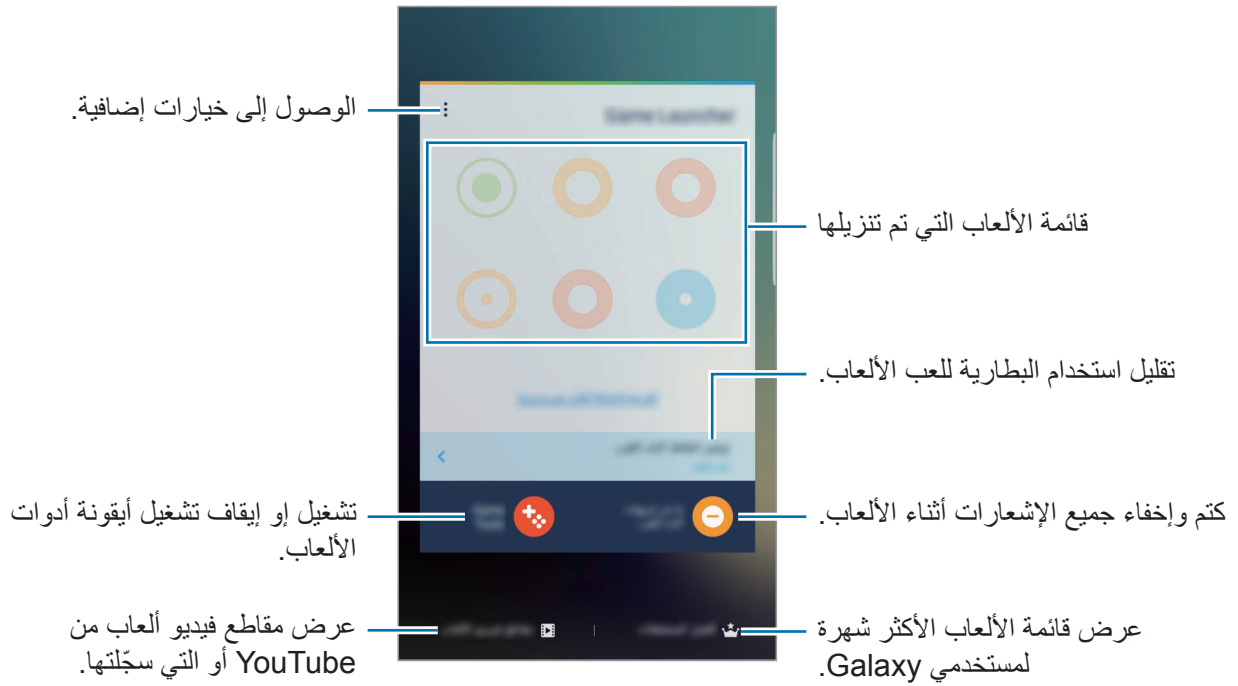 الوصول إلى خيارات إضافية.
Game Launcher
قائمة الألعاب التي تم تنزيلها
تقليل استخدام البطارية للعب الألعاب.
كتم وإخفاء جميع الإشعارات أثناء الألعاب.
تشغيل إو إيقاف تشغيل أيقونة أدوات
الألعاب.
عرض قائمة الألعاب الأكثر شهرة
لمستخدمي Galaxy.
عرض مقاطع فيديو ألعاب من
YouTube أو التي سجّلتها.